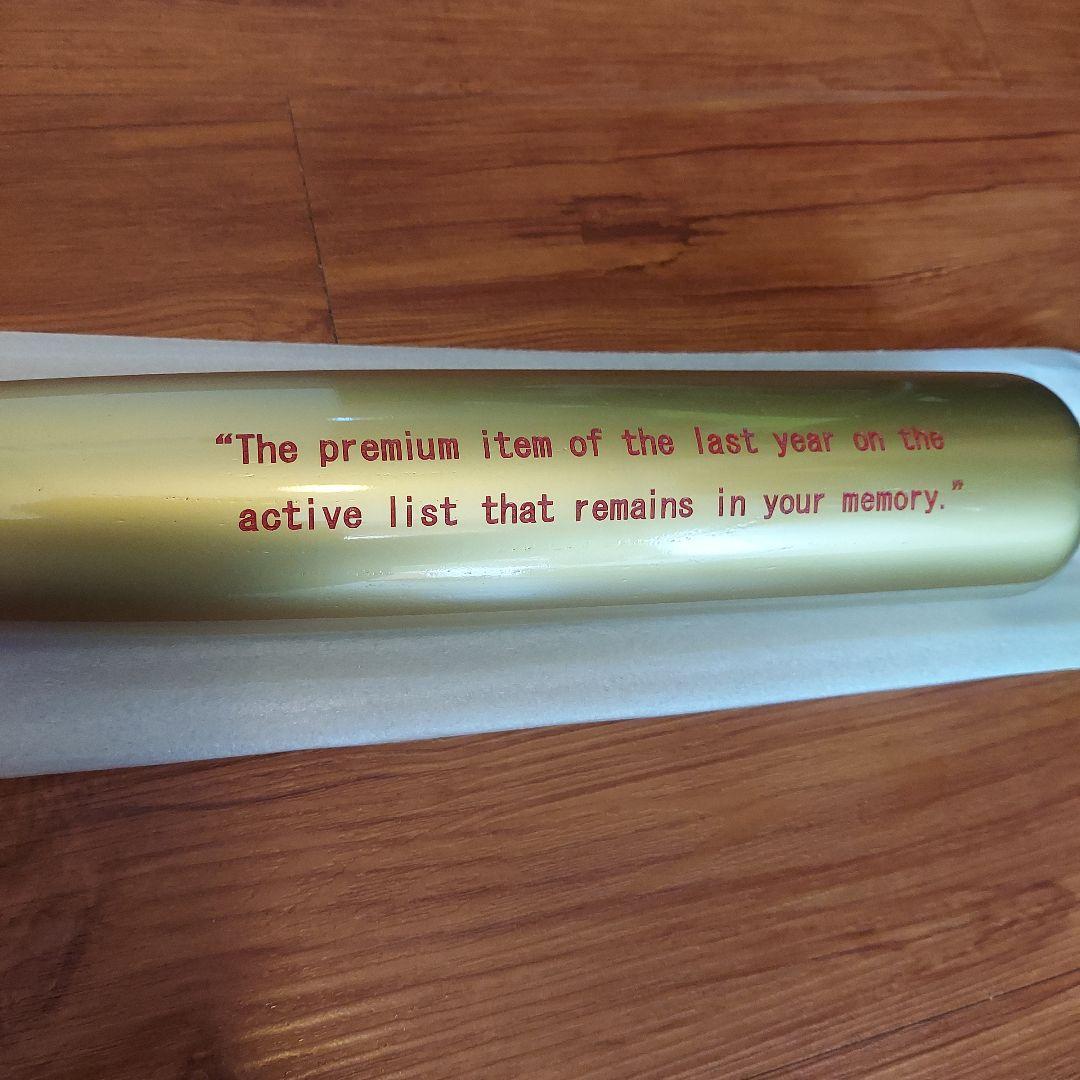 “The premium item of the last year on the
active list that remains in your memory.”